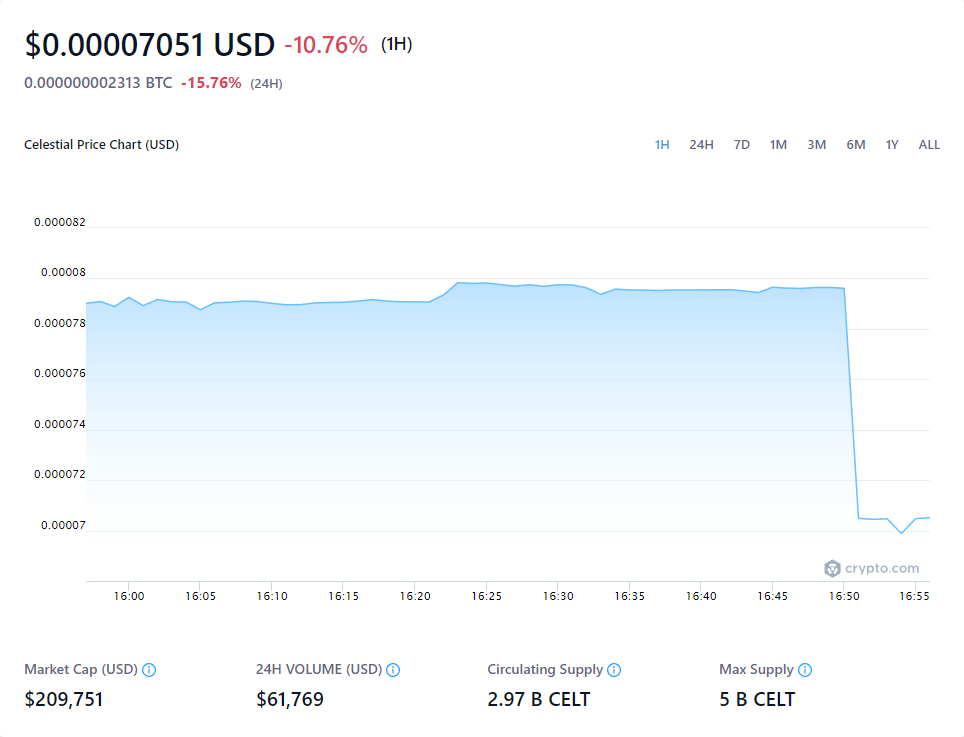 $0.00007051 USD -10.76% (1H)
0.000000002313 BTC -15.76% (24H)
Celestial Price Chart (USD) 1H 24H 7D 1M 3M 6M 1Y ALL
0.000082
0.00008
0.000078
0.000076
0.000074
0.000072
0.00007
crypto.com
16:00 16:05 16:10 16:15 16:20 16:25 16:30 16:35 16:40 16:45 16:50 16:55
Market Cap (USD) 24H VOLUME (USD) Circulating Supply Max Supply
$209,751 $61,769 2.97 B CELT 5 B CELT